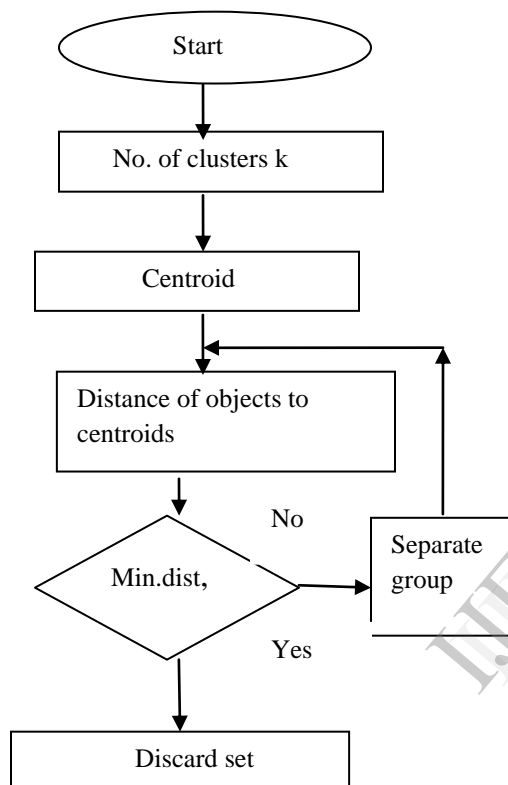 Start
No. of clusters k
Centroid
Distance of objects to
centroids
No
Min.dist,
Separate
group
Yes
Discard set